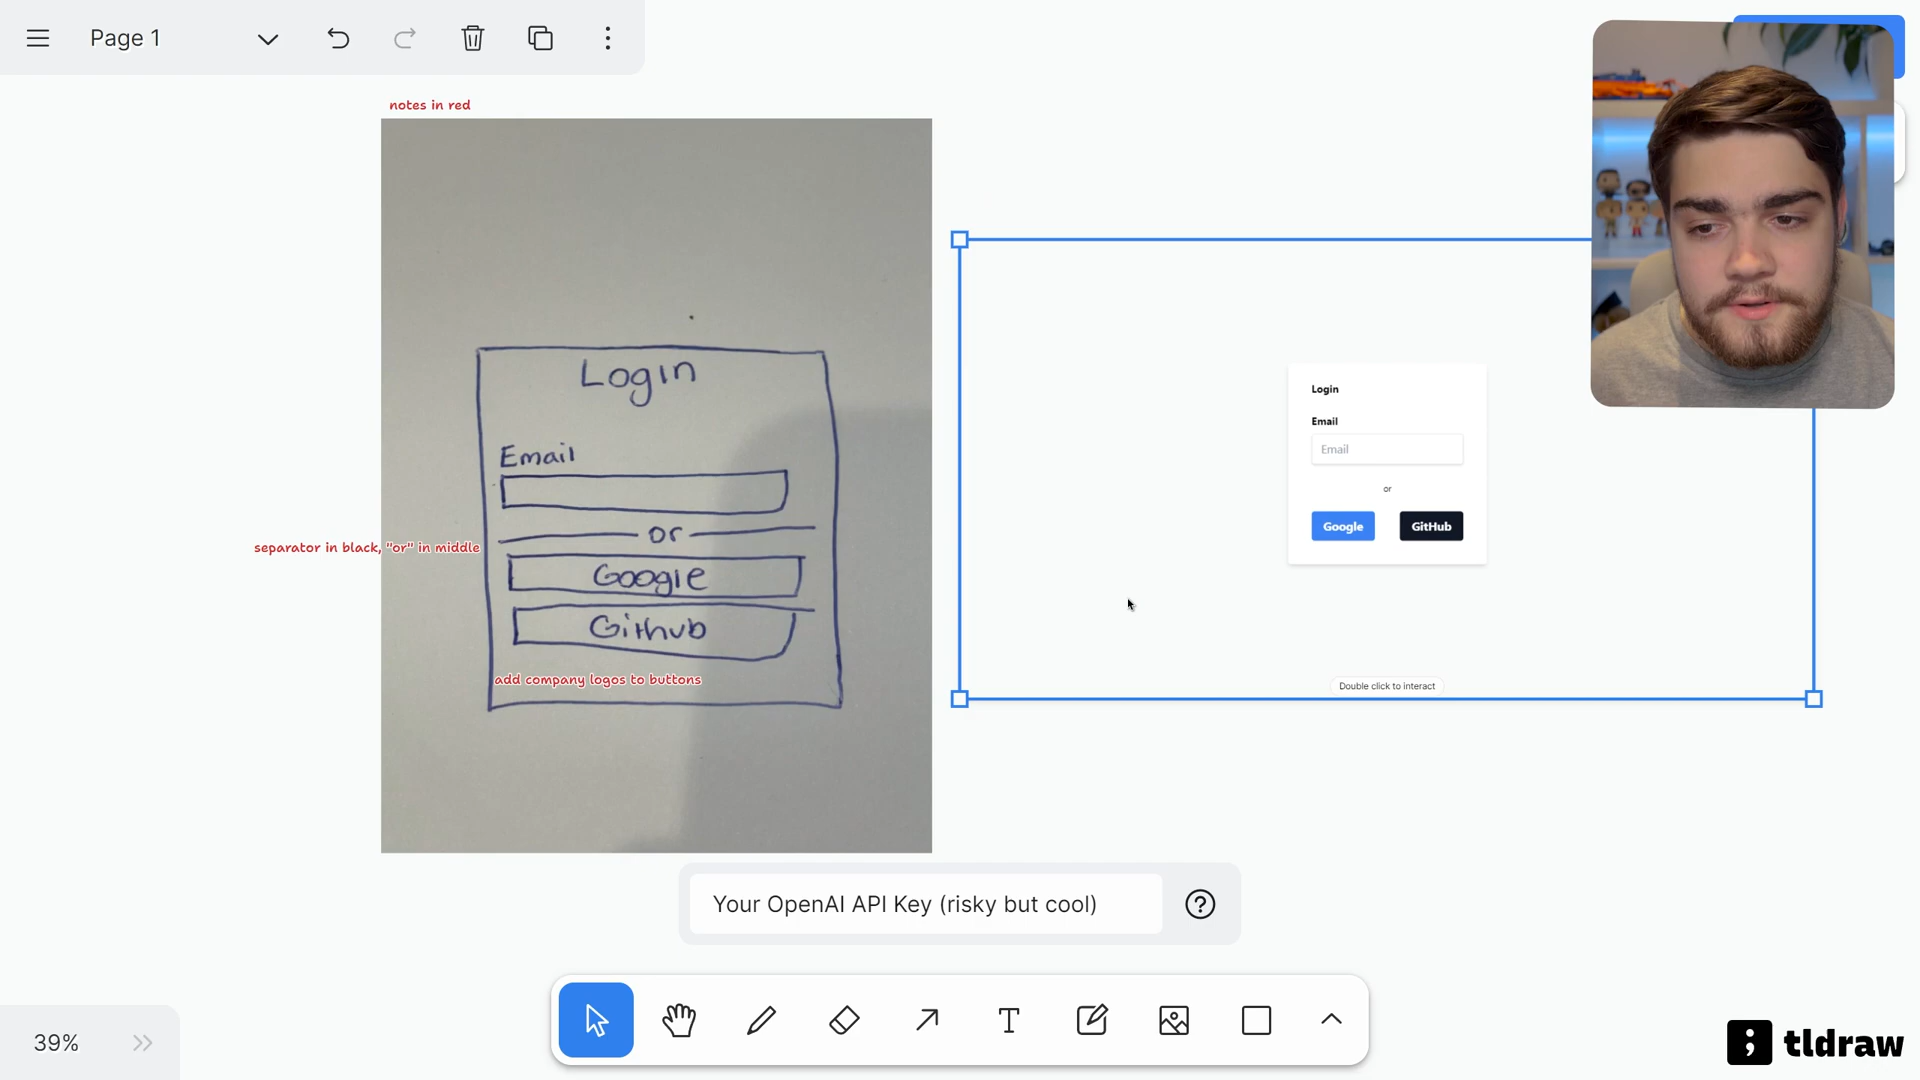 Page 1
notes in red
Login
Email
or
Google
Github
separator in black, "or" in middle
add company logos to buttons
Login
Email
Email
or
Google
GitHub
Double click to interact
Your OpenAI API Key (risky but cool)
39%
tldraw